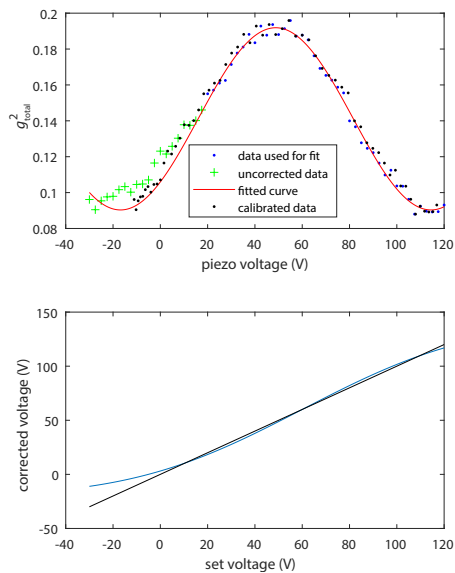 0.2
0.18
0.16
0.14
0.12
0.1
0.08
g²total
-40 -20 0 20 40 60 80 100 120
piezo voltage (V)
data used for fit
uncorrected data
fitted curve
calibrated data
150
100
50
0
-50
corrected voltage (V)
-40 -20 0 20 40 60 80 100 120
set voltage (V)